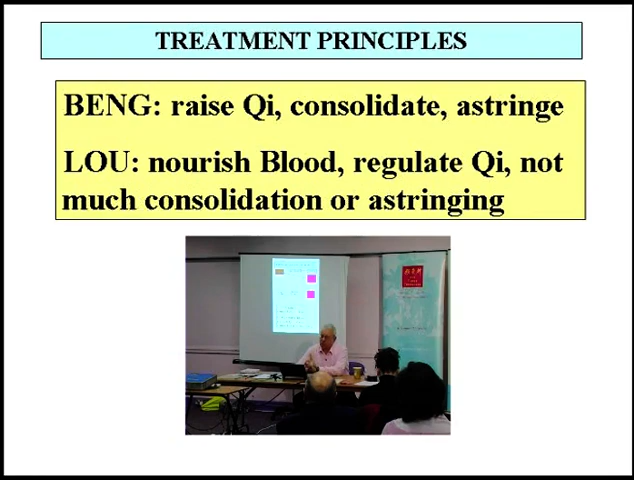 TREATMENT PRINCIPLES
BENG: raise Qi, consolidate, astringe
LOU: nourish Blood, regulate Qi, not
much consolidation or astringing